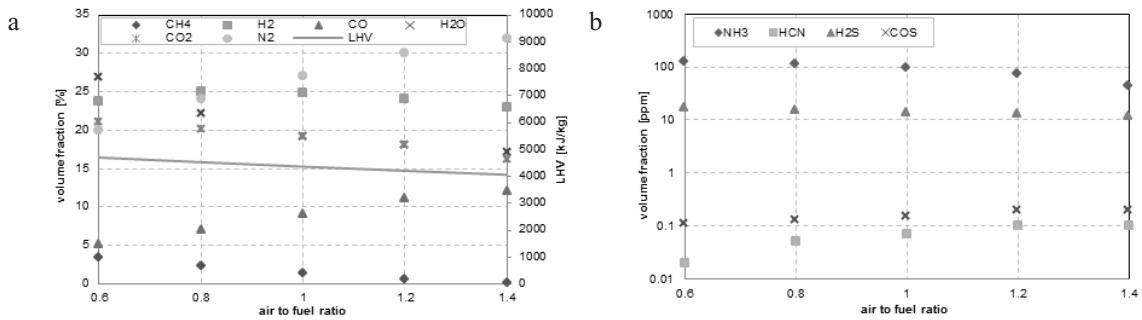 a
CH4 H2 CO H2O
CO2 N2 LHV
volume fraction [%]
40
35
30
25
20
15
10
5
0
0.6 0.8 1 1.2 1.4
air to fuel ratio
10000
9000
8000
7000
6000
5000
4000
3000
2000
1000
0
LHV [kJ/kg]
b
NH3 HCN H2S COS
volume fraction [ppm]
1000
100
10
1
0.1
0.01
0.6 0.8 1.0 1.2 1.4
air to fuel ratio